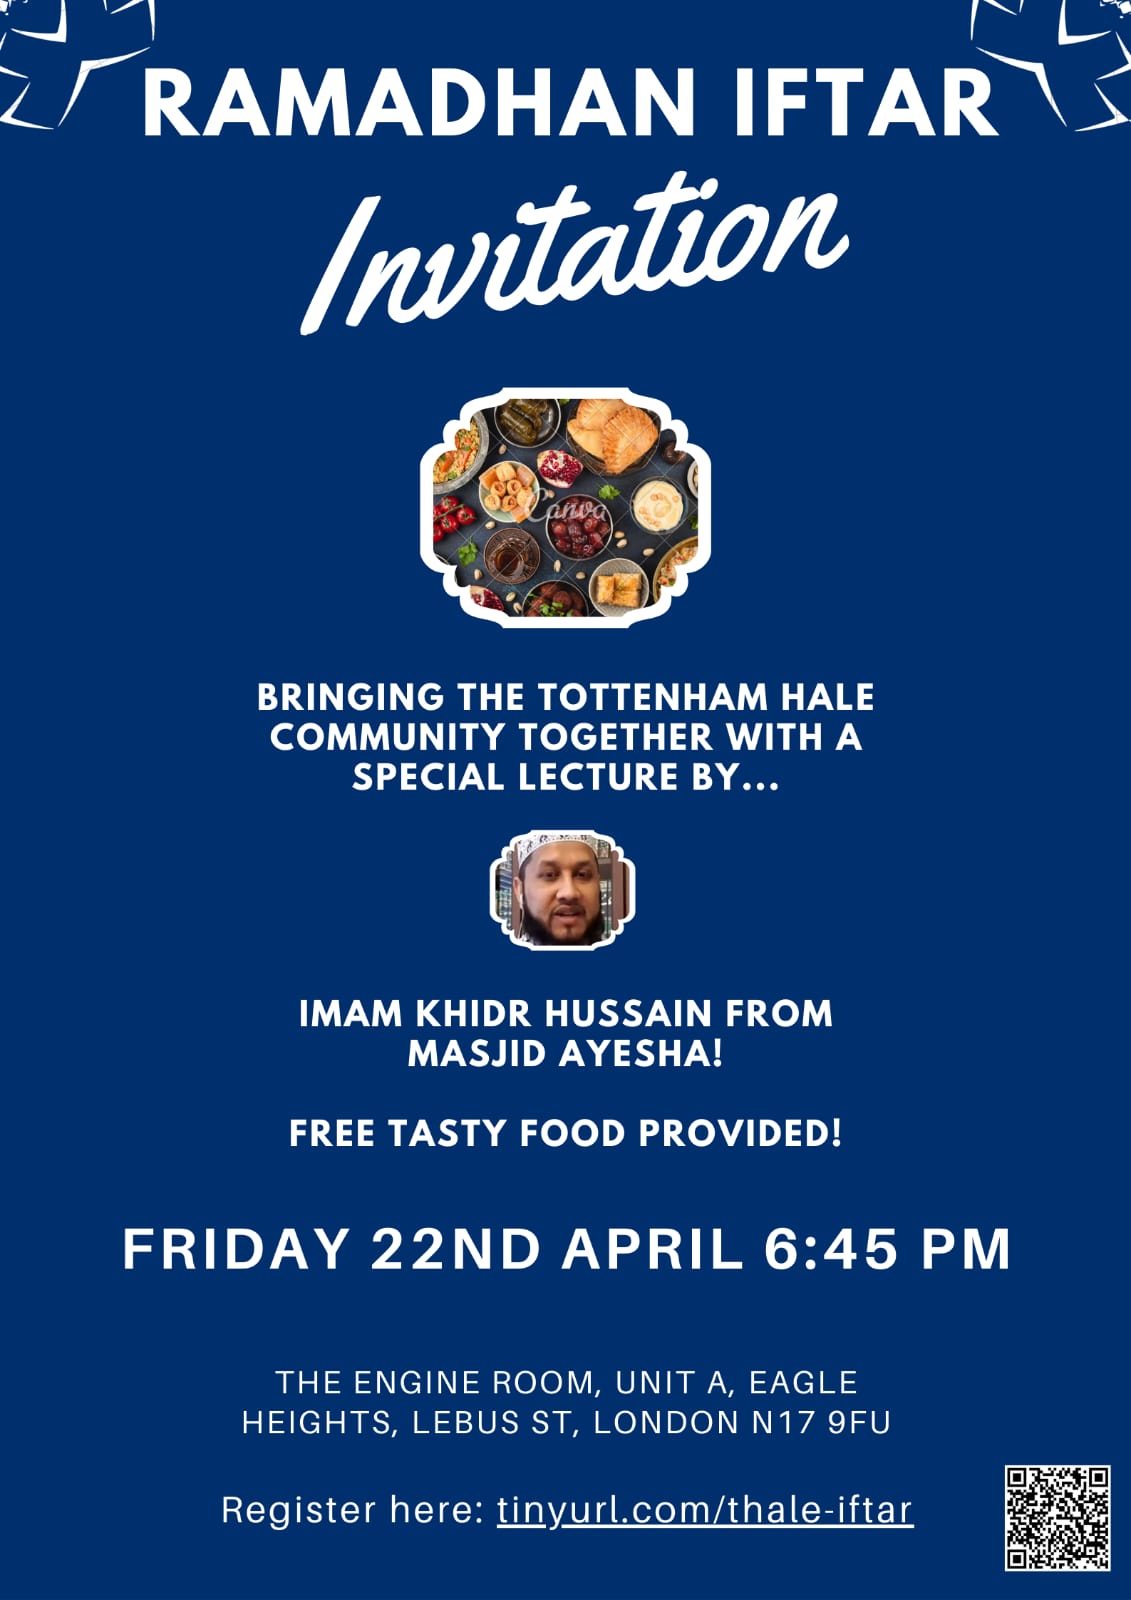 RAMADHAN IFTAR
Invitation
Canva
BRINGING THE TOTTENHAM HALE
COMMUNITY TOGETHER WITH A
SPECIAL LECTURE BY...
IMAM KHIDR HUSSAIN FROM
MASJID AYESHA!
FREE TASTY FOOD PROVIDED!
FRIDAY 22ND APRIL 6:45 PM
THE ENGINE ROOM, UNIT A, EAGLE
HEIGHTS, LEBUS ST, LONDON N17 9FU
Register here: tinyurl.com/thale-iftar